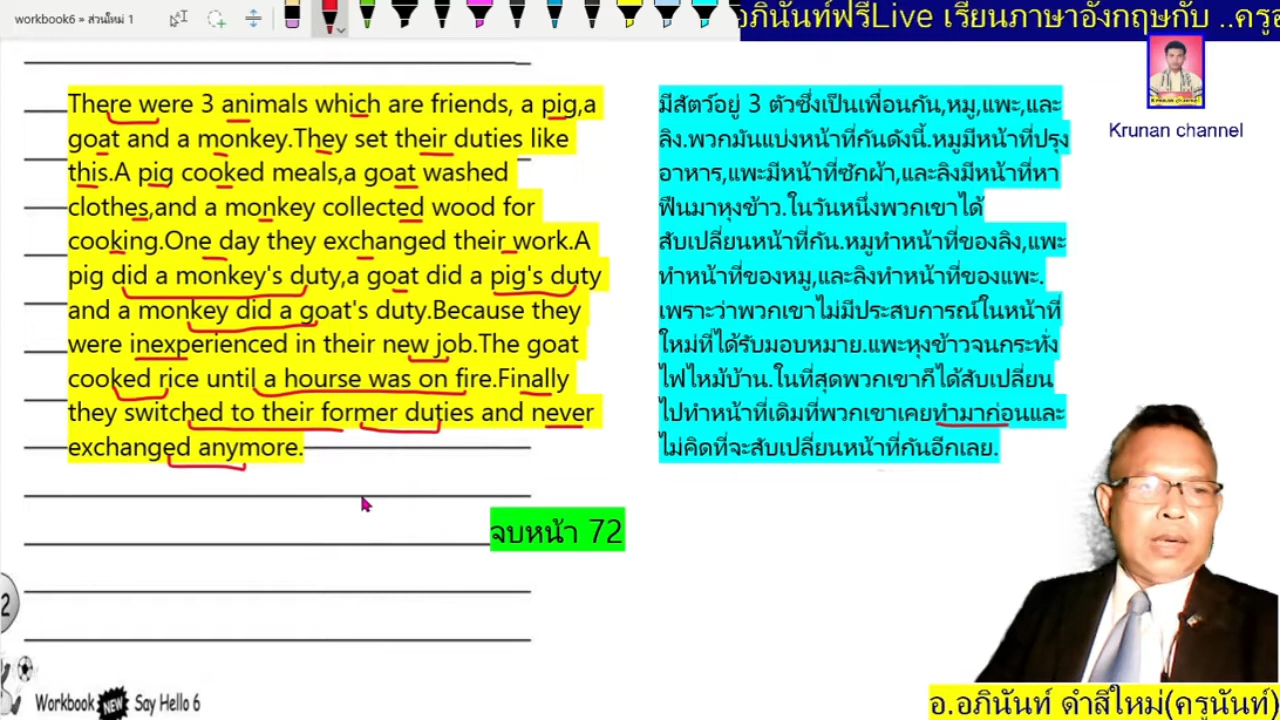 workbook6 » ส่วนใหม่ 1
.อภินันท์ฟรีLive เรียนภาษาอังกฤษกับ ..ครูอ
There were 3 animals which are friends, a pig,a
goat and a monkey.They set their duties like
this.A pig cooked meals,a goat washed
clothes,and a monkey collected wood for
cooking.One day they exchanged their work.A
pig did a monkey's duty,a goat did a pig's duty
and a monkey did a goat's duty.Because they
were inexperienced in their new job.The goat
cooked rice until a hourse was on fire.Finally
they switched to their former duties and never
exchanged anymore.
มีสัตว์อยู่ 3 ตัวซึ่งเป็นเพื่อนกัน,หมู,แพะ,และ
ลิง.พวกมันแบ่งหน้าที่กันดังนี้.หมูมีหน้าที่ปรุง
อาหาร,แพะมีหน้าที่ซักผ้า,และลิงมีหน้าที่หา
ฟืนมาหุงข้าว.ในวันหนึ่งพวกเขาได้
สับเปลี่ยนหน้าที่กัน.หมูทำหน้าที่ของลิง,แพะ
ทำหน้าที่ของหมู,และลิงทำหน้าที่ของแพะ.
เพราะว่าพวกเขาไม่มีประสบการณ์ในหน้าที่
ใหม่ที่ได้รับมอบหมาย.แพะหุงข้าวจนกระทั่ง
ไฟไหม้บ้าน.ในที่สุดพวกเขาก็ได้สับเปลี่ยน
ไปทำหน้าที่เดิมที่พวกเขาเคยทำมาก่อนและ
ไม่คิดที่จะสับเปลี่ยนหน้าที่กันอีกเลย.
Krunan channel
จบหน้า 72
2
Workbook NEW Say Hello 6
อ.อภินันท์ ดำสีใหม่(ครูนันท์)